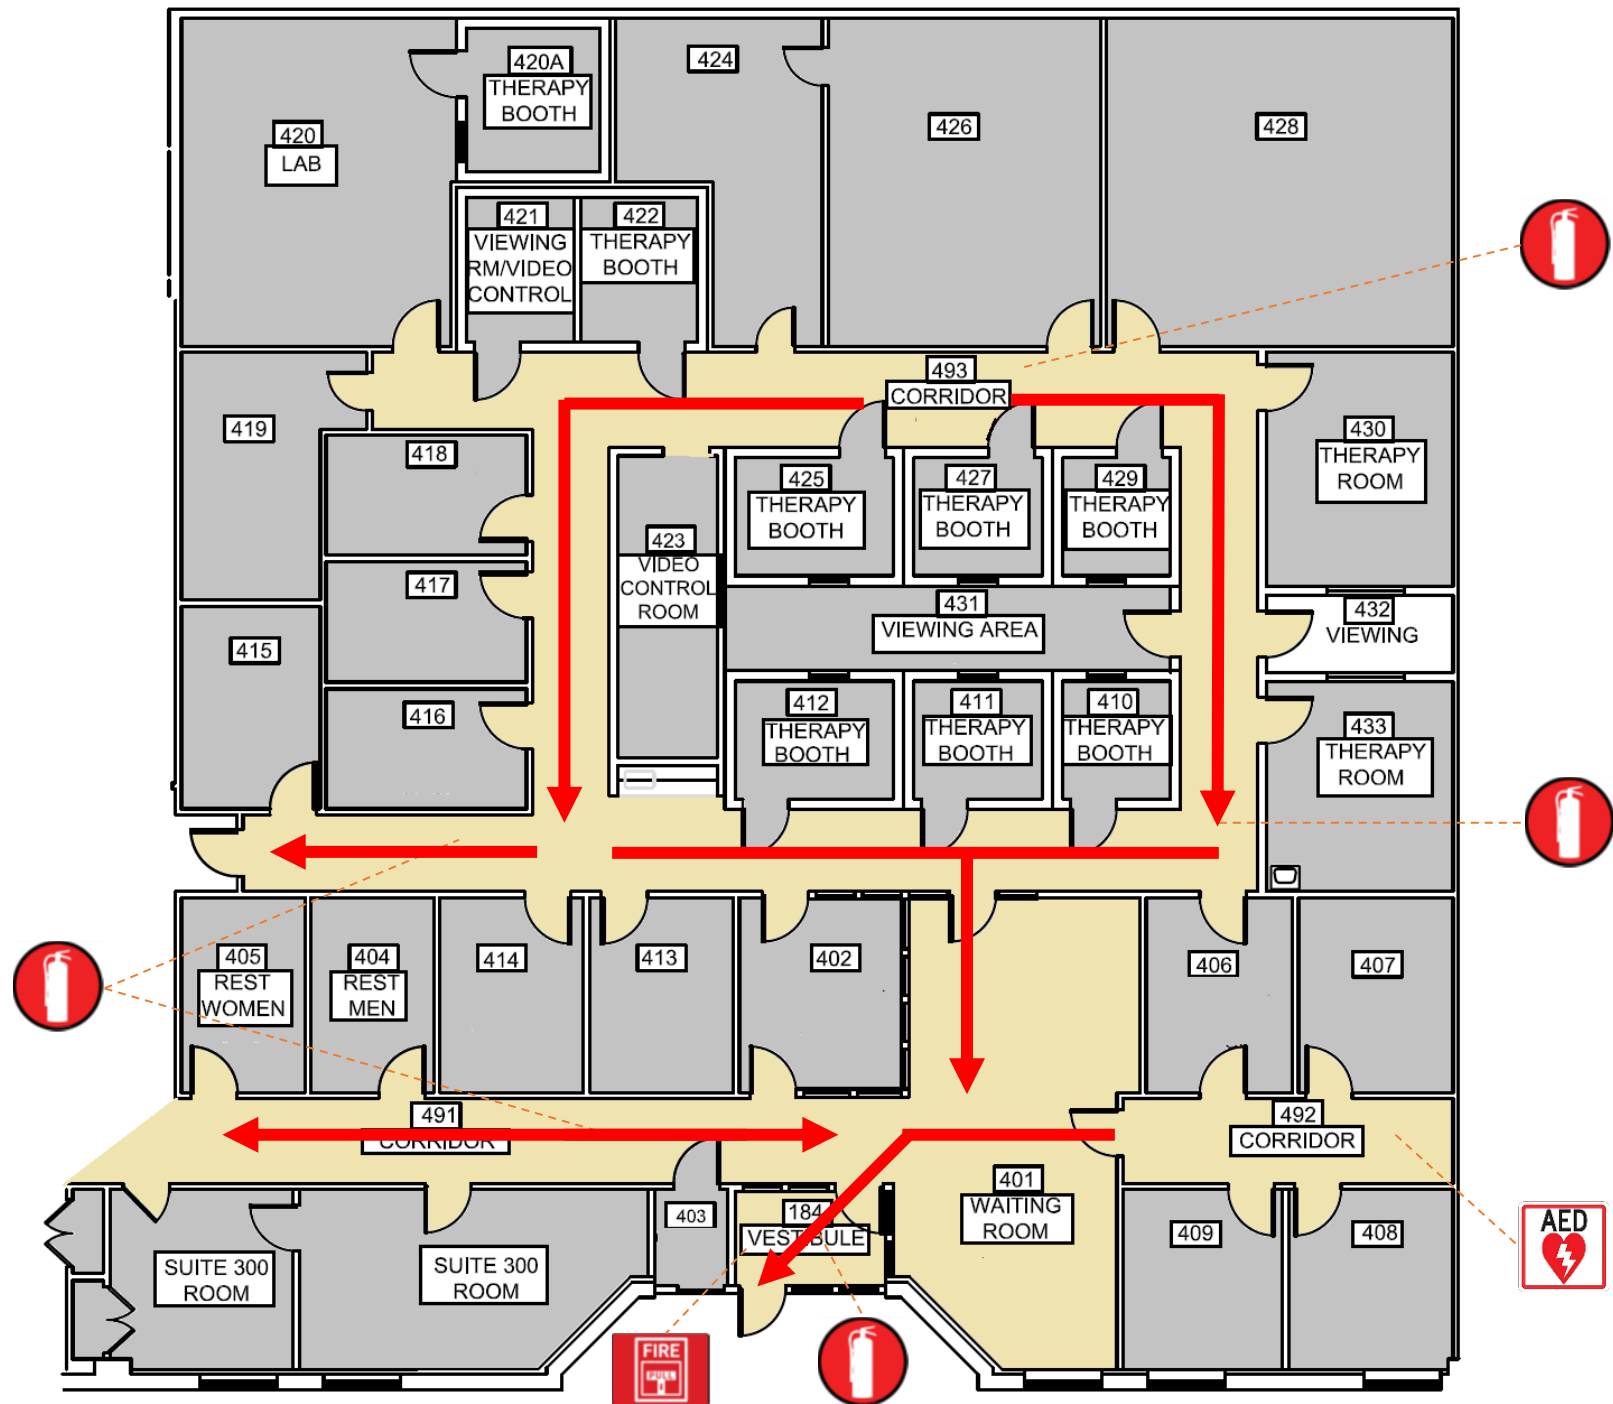 420A
THERAPY
BOOTH
424
420
LAB
426
428
421
VIEWING
RM/VIDEO
CONTROL
422
THERAPY
BOOTH
493
CORRIDOR
419
418
430
THERAPY
ROOM
425
THERAPY
BOOTH
427
THERAPY
BOOTH
429
THERAPY
BOOTH
423
VIDEO
CONTROL
ROOM
417
431
VIEWING AREA
432
VIEWING
415
416
412
THERAPY
BOOTH
411
THERAPY
BOOTH
410
THERAPY
BOOTH
433
THERAPY
ROOM
405
REST
WOMEN
404
REST
MEN
414
413
402
406
407
491
CORRIDOR
492
CORRIDOR
401
WAITING
ROOM
403
184
VESTIBULE
409
408
SUITE 300
ROOM
SUITE 300
ROOM
AED
FIRE
PULL